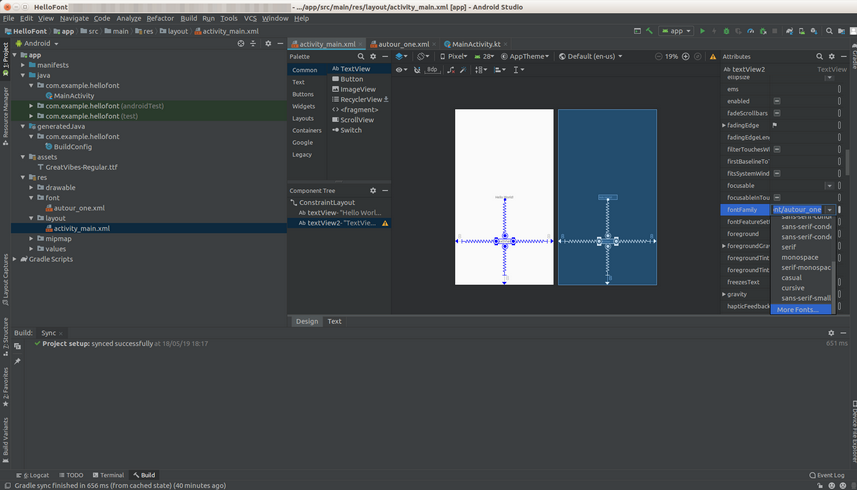 HelloFont
- .../app/src/main/res/layout/activity_main.xml [app] - Android Studio
File Edit View Navigate Code Analyze Refactor Build Run Tools VCS Window Help
HelloFont app src main res layout activity_main.xml
app
Android
activity_main.xml autour_one.xml MainActivity.kt
1: Project
Resource Manager
Layout Captures
Z: Structure
2: Favorites
Build Variants
app
manifests
java
com.example.hellofont
MainActivity
com.example.hellofont (androidTest)
com.example.hellofont (test)
generatedJava
com.example.hellofont
BuildConfig
assets
GreatVibes-Regular.ttf
res
drawable
font
autour_one.xml
layout
activity_main.xml
mipmap
values
Gradle Scripts
Palette
Common
Text
Buttons
Widgets
Layouts
Containers
Google
Legacy
Ab TextView
Button
ImageView
RecyclerView
<fragment>
ScrollView
Switch
Component Tree
ConstraintLayout
Ab textView- "Hello Worl...
Ab textView2- "TextVie...
Pixel 28 AppTheme Default (en-us) 19%
8dp
Design Text
Attributes
Ab textView2 TextView
ellipsize
ems
enabled
fadeScrollbars
fadingEdge
fadingEdgeLen
filterTouchesWi
firstBaselineTo
fitsSystemWind
focusable
focusableInTou
fontFamily nt/autour_one
fontFeatureSet
foreground
foregroundGra
foregroundTint
foregroundTint
freezesText
gravity
hapticFeedback
sans-serif-cond
sans-serif-conde
sans-serif-conde
serif
monospace
serif-monospac
casual
cursive
sans-serif-small
More Fonts...
Gradle
Device File Explorer
Build: Sync
Project setup: synced successfully at 18/05/19 18:17 651 ms
6: Logcat TODO Terminal Build Event Log
Gradle sync finished in 656 ms (from cached state) (40 minutes ago)